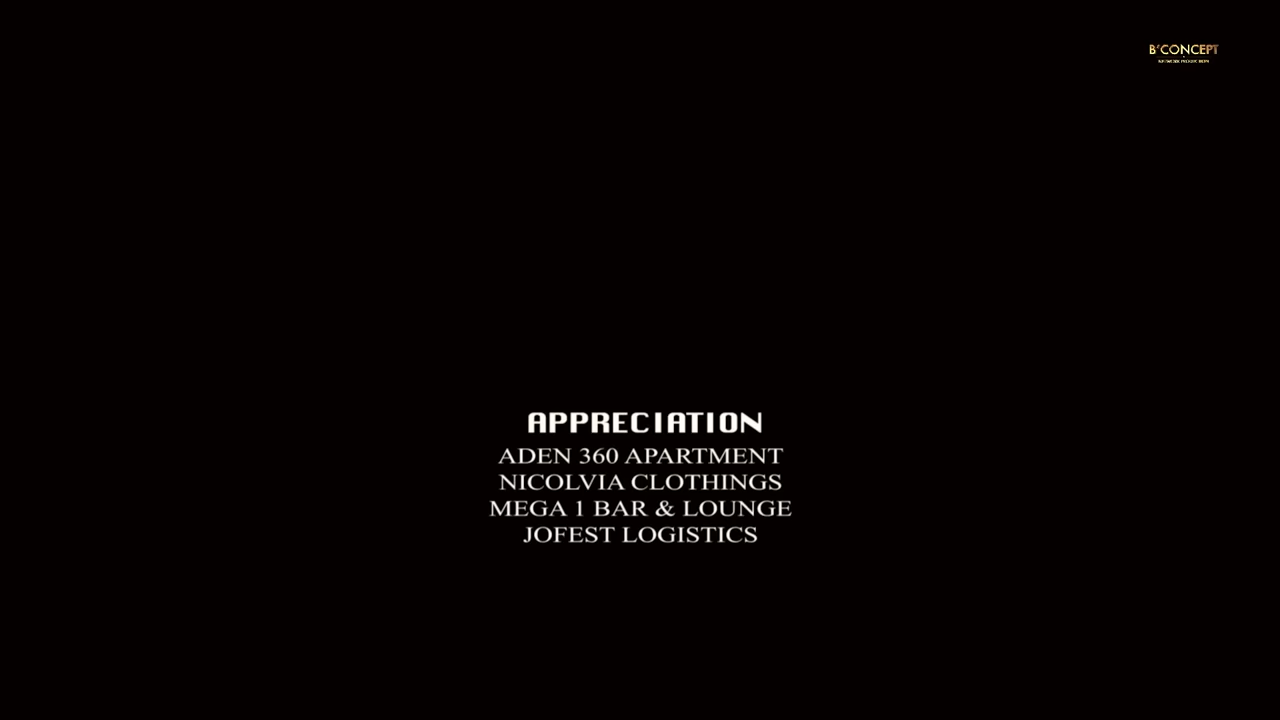 B'CONCEPT
APPRECIATION
ADEN 360 APARTMENT
NICOLVIA CLOTHINGS
MEGA 1 BAR & LOUNGE
JOFEST LOGISTICS